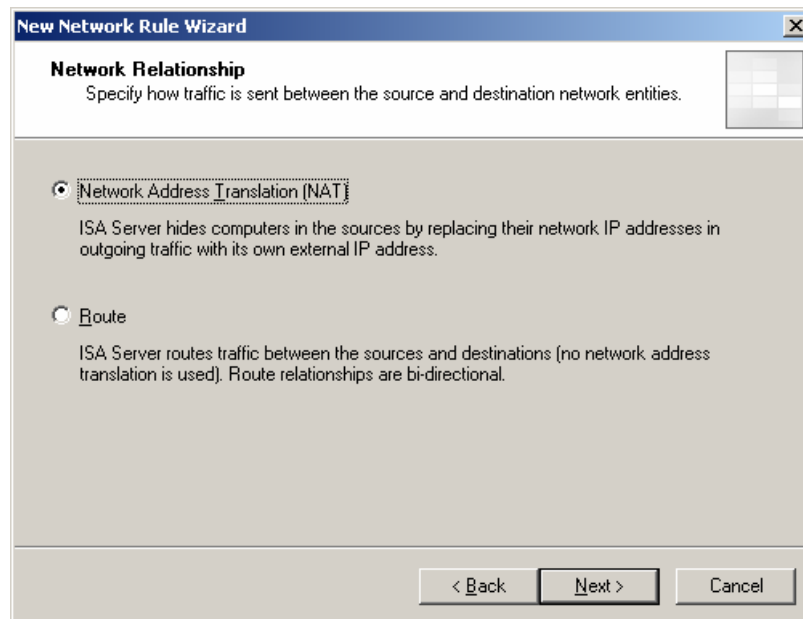 New Network Rule Wizard
Network Relationship
Specify how traffic is sent between the source and destination network entities.
Network Address Translation (NAT)
ISA Server hides computers in the sources by replacing their network IP addresses in
outgoing traffic with its own external IP address.
Route
ISA Server routes traffic between the sources and destinations (no network address
translation is used). Route relationships are bi-directional.
< Back
Next >
Cancel